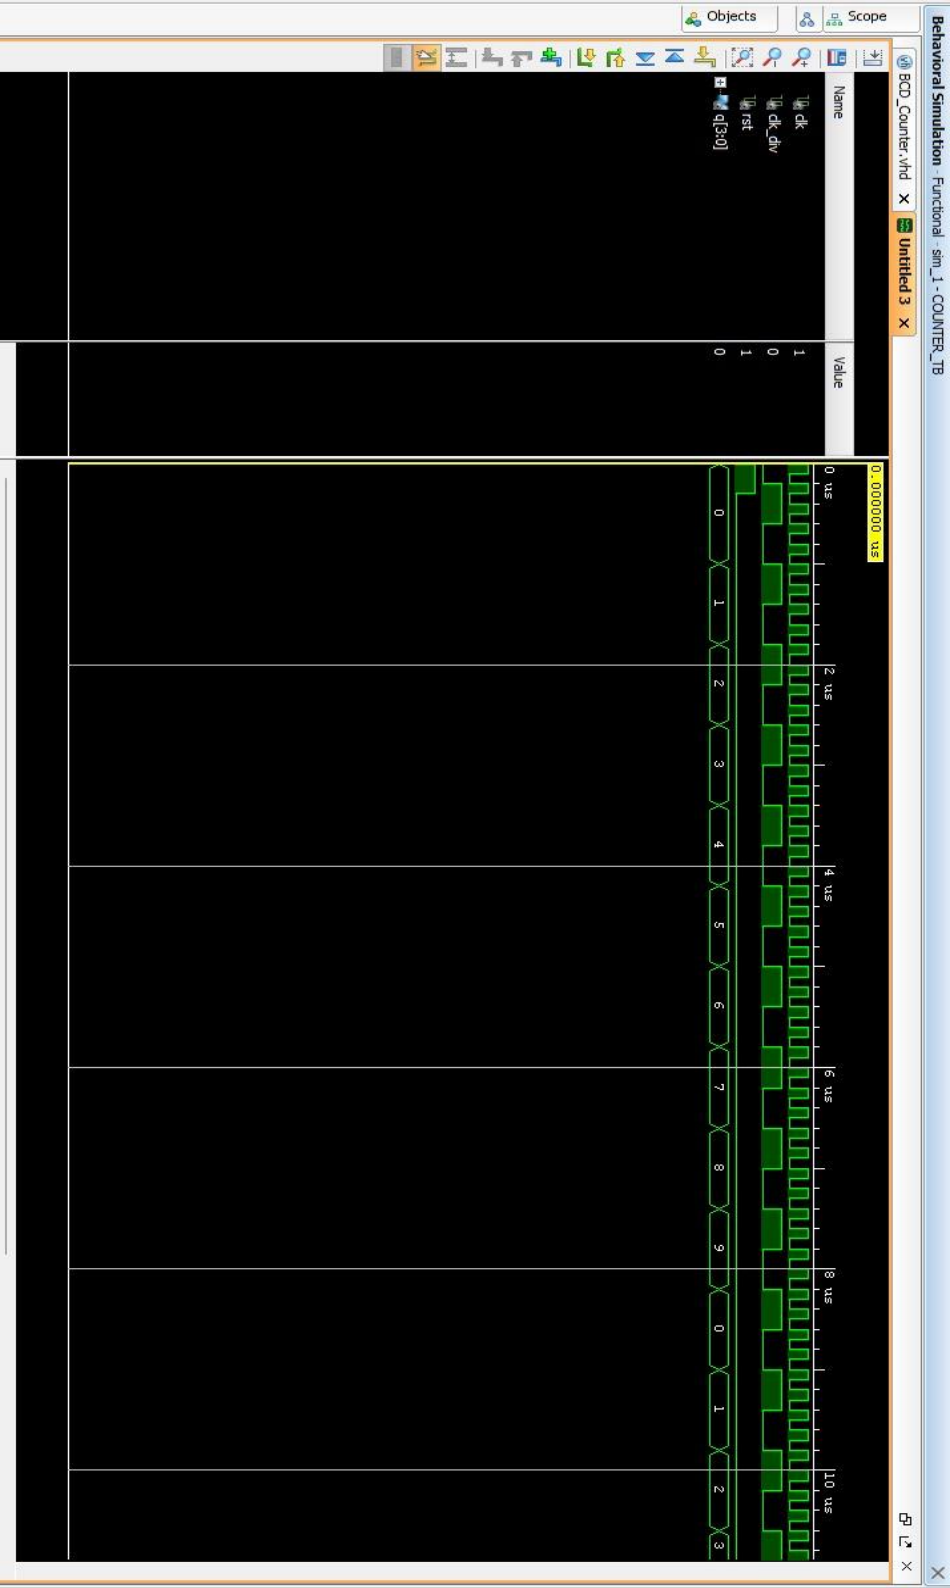 Behavioral Simulation - Functional - sim_1 - COUNTER_TB
BCD_Counter.vhd
Untitled 3
Scope
Objects
Name
Value
0.000000 us
0 us
2 us
4 us
6 us
8 us
10 us
clk
1
clk_div
0
rst
1
q[3:0]
0
0
1
2
3
4
5
6
7
8
9
0
1
2
3